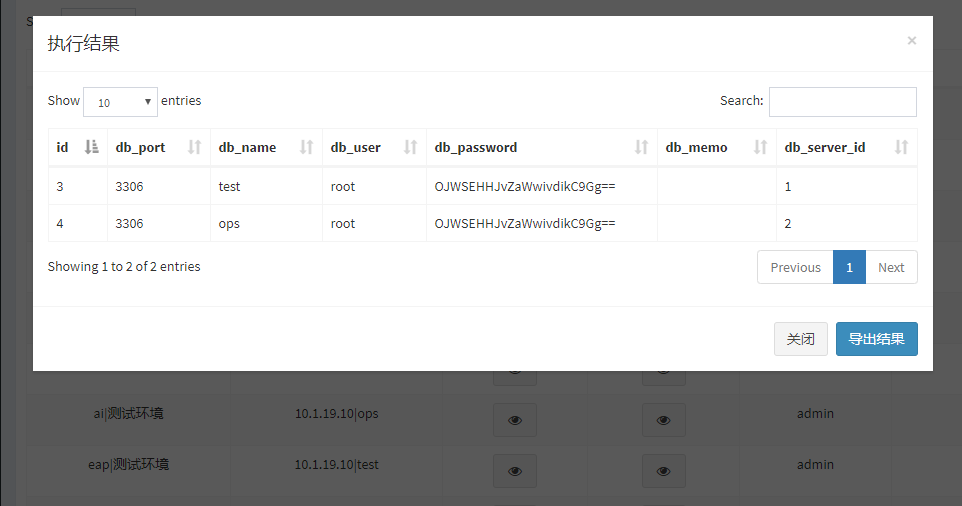 S
执行结果 ×
Show 10 entries Search:
id db_port db_name db_user db_password db_memo db_server_id
3 3306 test root OJWSEHHJvZaWwivdikC9Gg== 1
4 3306 ops root OJWSEHHJvZaWwivdikC9Gg== 2
Showing 1 to 2 of 2 entries Previous 1 Next
关闭 导出结果
ai|测试环境 10.1.19.10|ops admin
eap|测试环境 10.1.19.10|test admin